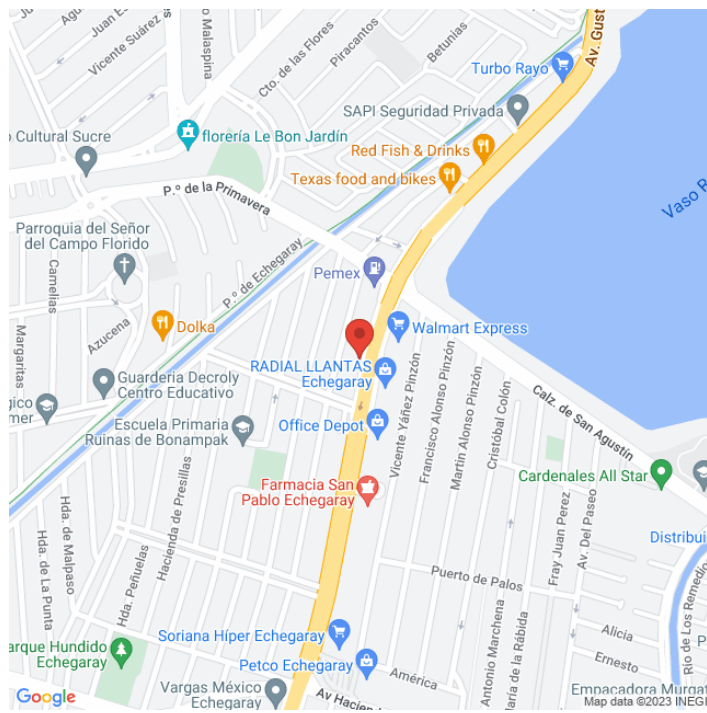 Juan E
Vicente Suárez
Malaspina
Cto. de las Flores
Piracantos
Betunias
Turbo Rayo
Av. Gust
SAPI Seguridad Privada
florería Le Bon Jardín
o Cultural Sucre
Red Fish & Drinks
Texas food and bikes
P.º de la Primavera
Vaso R
Parroquia del Señor
del Campo Florido
P.º de Echegaray
Pemex
Camelias
Margaritas
Azucena
Dolka
Walmart Express
RADIAL LLANTAS
Echegaray
Guarderia Decroly
Centro Educativo
Vicente Yáñez Pinzón
Francisco Alonso Pinzón
Martin Alonso Pinzón
Cristóbal Colón
Calz. de San Agustín
gico
mer
Escuela Primaria
Ruinas de Bonampak
Office Depot
Farmacia San
Pablo Echegaray
Cardenales All Star
Hda. de Malpaso
Hda. de La Punta
Hacienda de Presillas
Hda. Peñuelas
Fray Juan Perez
Av. Del Paseo
Distribui
Puerto de Palos
Rio de Los Remedio
Alicia
Ernesto
Soriana Híper Echegaray
arque Hundido
Echegaray
Petco Echegaray
América
Antonio Marchena
María de la Rábida
Vargas México
Echegaray
Av Hacien
Empacadora Murgat
Google
Map data ©2023 INEGI